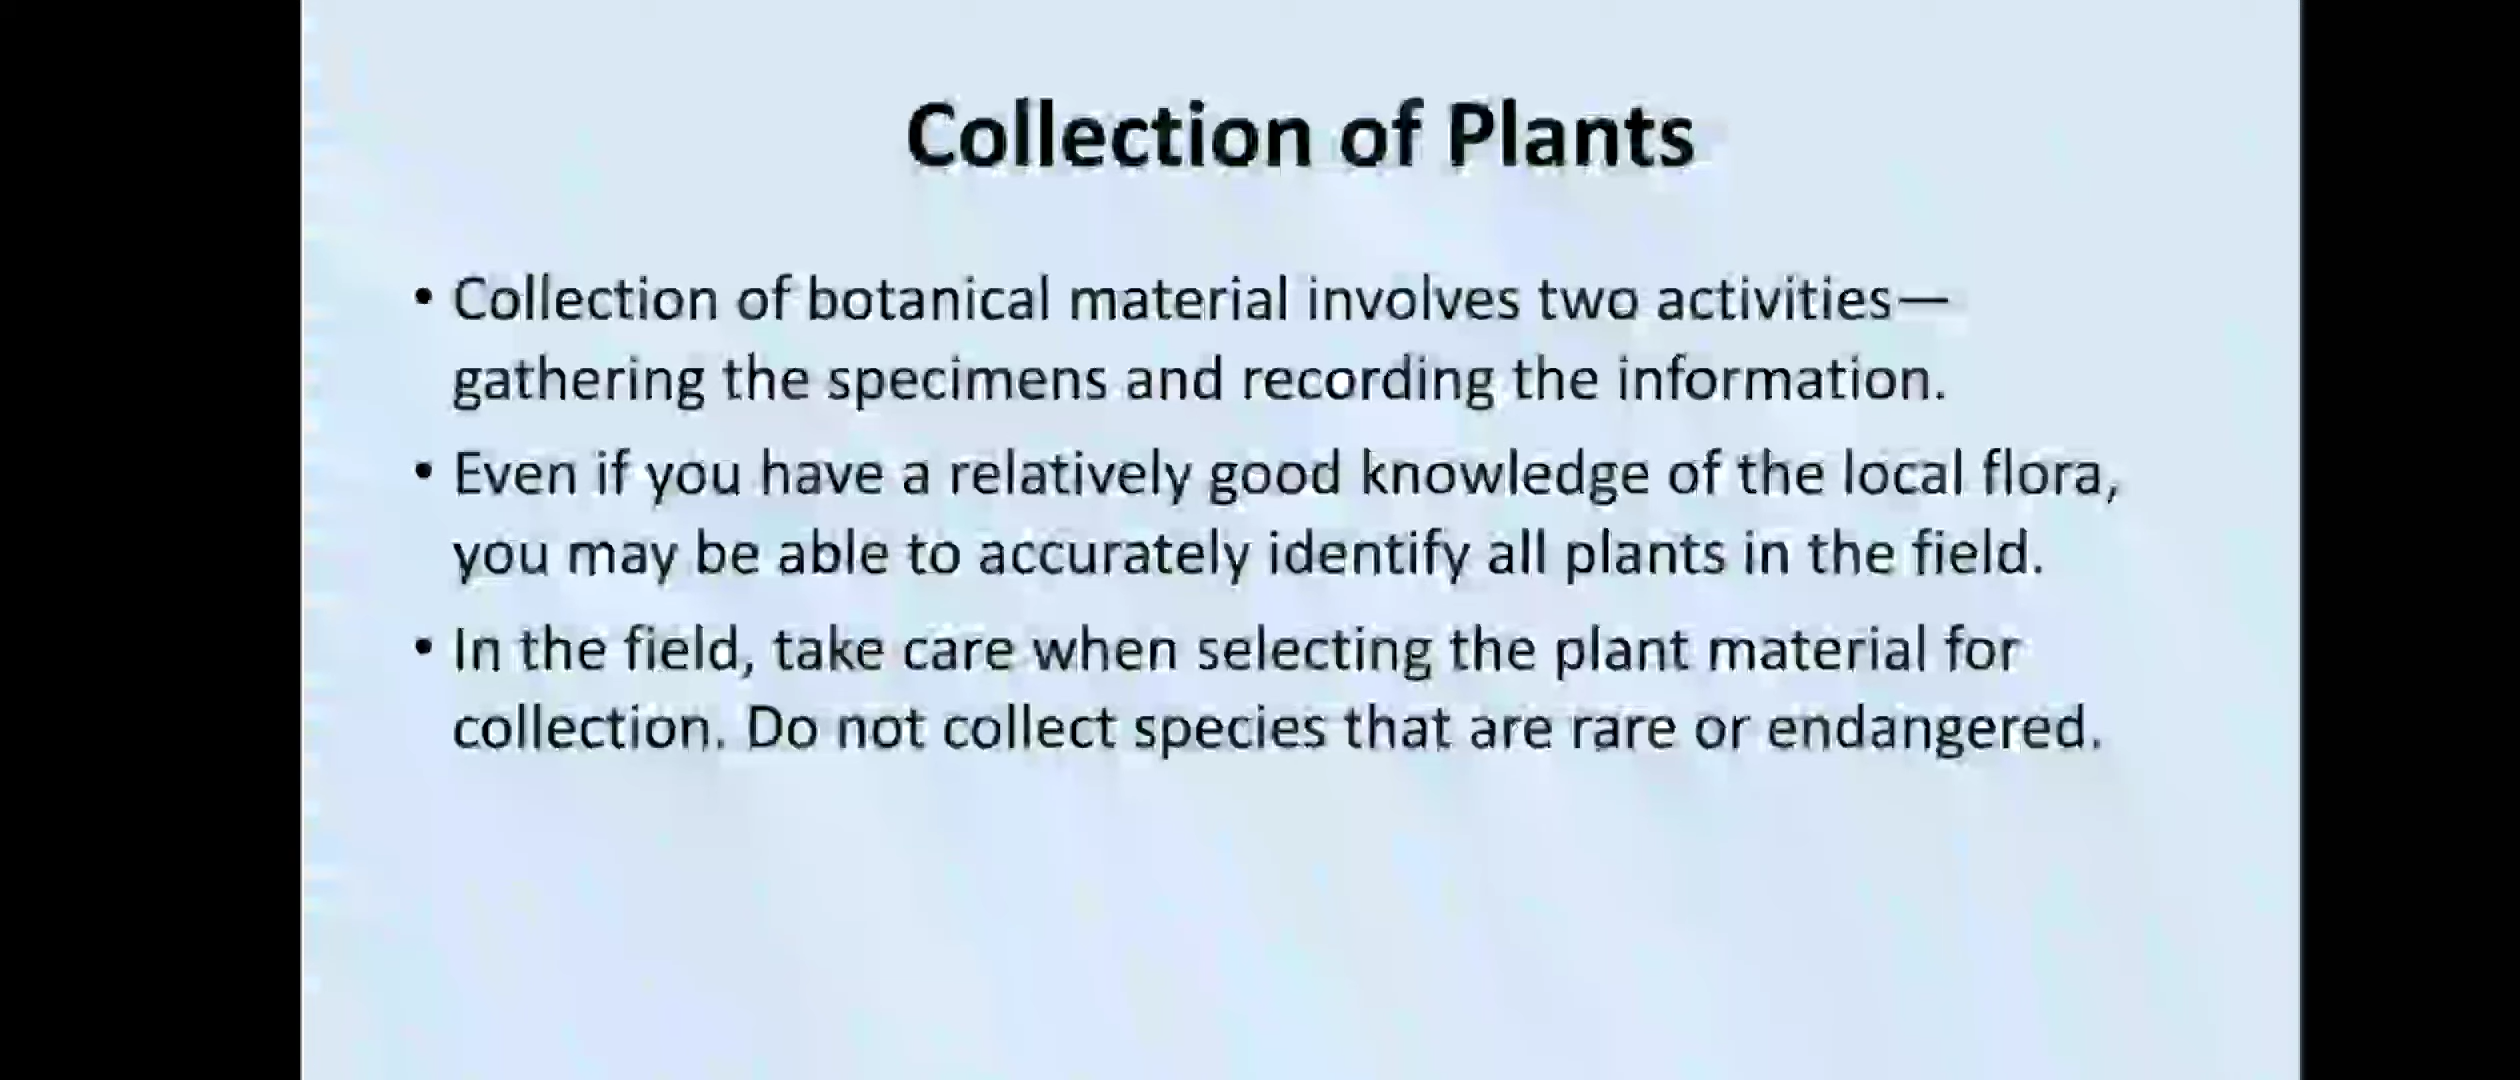 Collection of Plants
• Collection of botanical material involves two activities—
gathering the specimens and recording the information.
• Even if you have a relatively good knowledge of the local flora,
you may be able to accurately identify all plants in the field.
• In the field, take care when selecting the plant material for
collection. Do not collect species that are rare or endangered.